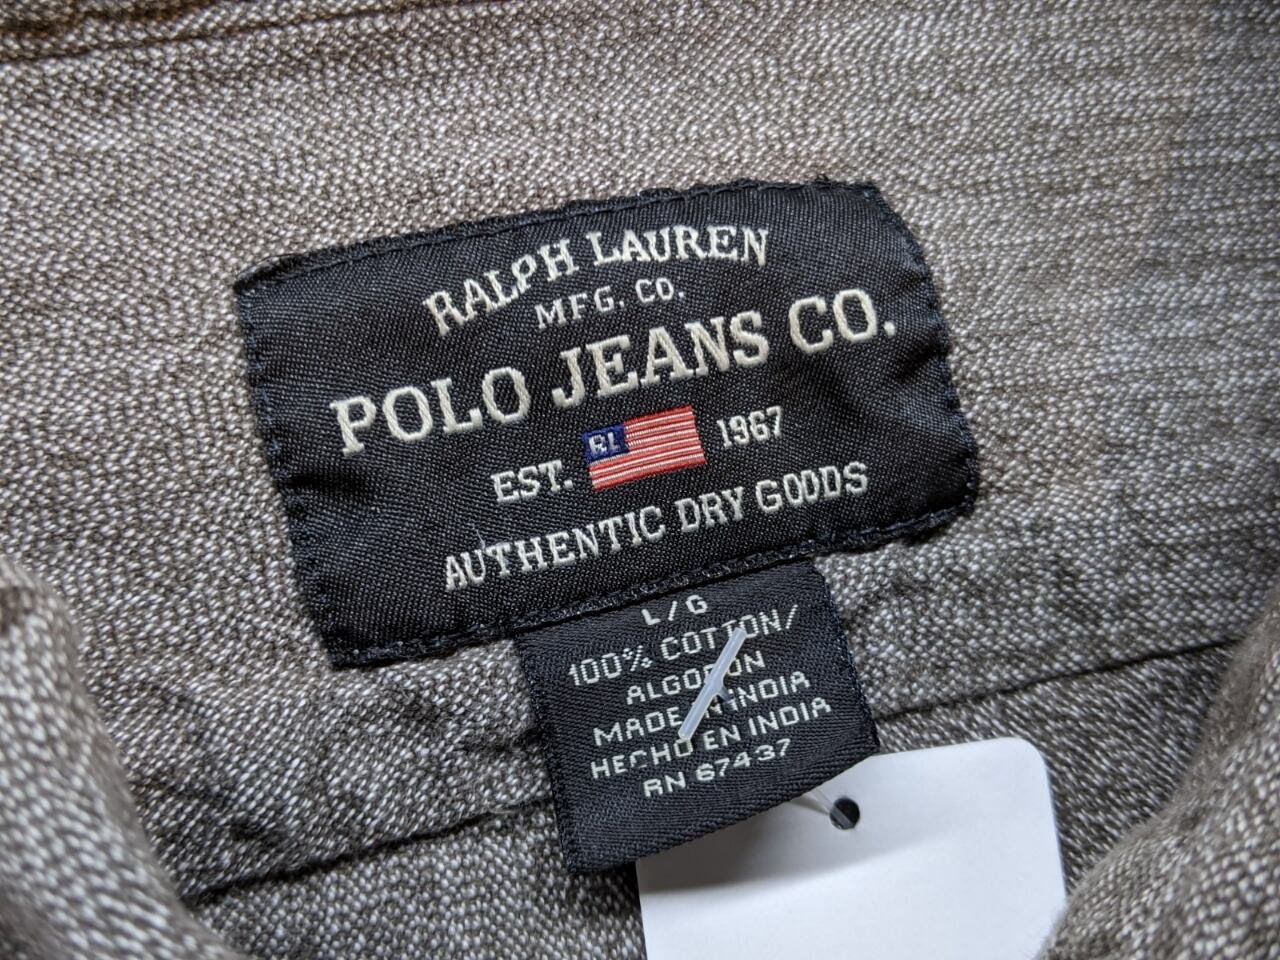 RALPH LAUREN
MFG. CO.
POLO JEANS CO.
RL
EST. 1967
AUTHENTIC DRY GOODS
L/G
100% COTTON/
ALGODON
MADE IN INDIA
HECHO EN INDIA
RN 67437